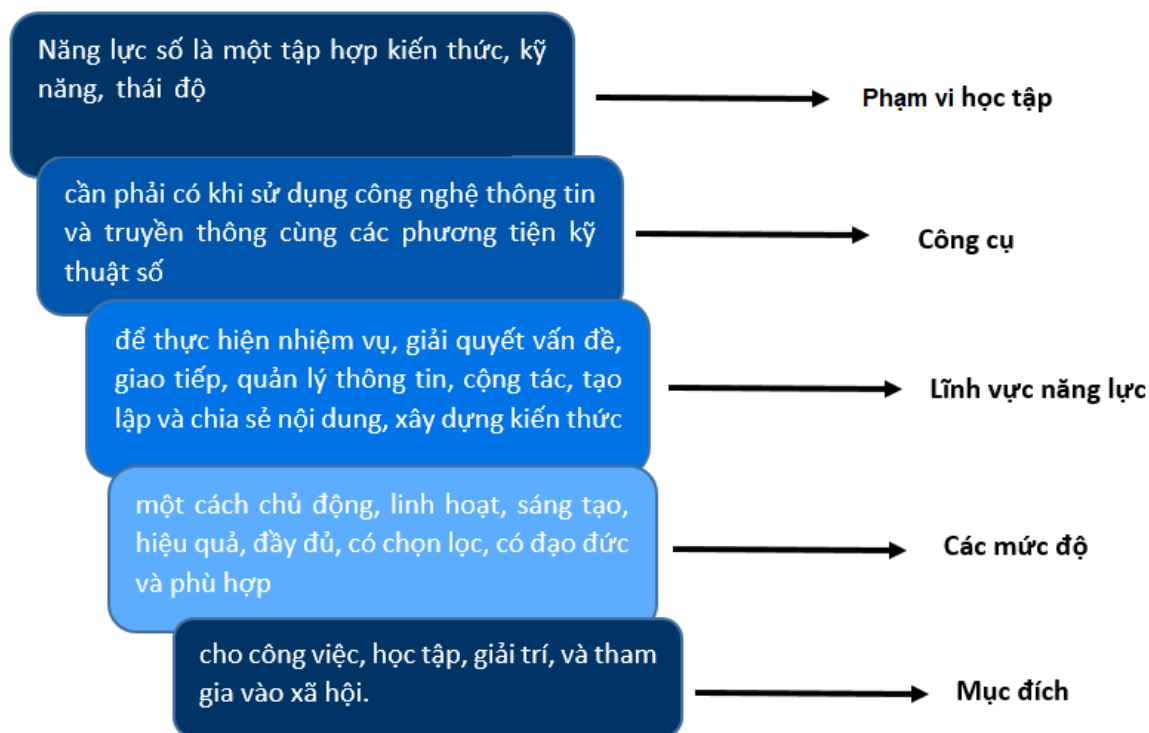 Năng lực số là một tập hợp kiến thức, kỹ
năng, thái độ
Phạm vi học tập
cần phải có khi sử dụng công nghệ thông tin
và truyền thông cùng các phương tiện kỹ
thuật số
Công cụ
để thực hiện nhiệm vụ, giải quyết vấn đề,
giao tiếp, quản lý thông tin, cộng tác, tạo
lập và chia sẻ nội dung, xây dựng kiến thức
Lĩnh vực năng lực
một cách chủ động, linh hoạt, sáng tạo,
hiệu quả, đầy đủ, có chọn lọc, có đạo đức
và phù hợp
Các mức độ
cho công việc, học tập, giải trí, và tham
gia vào xã hội.
Mục đích